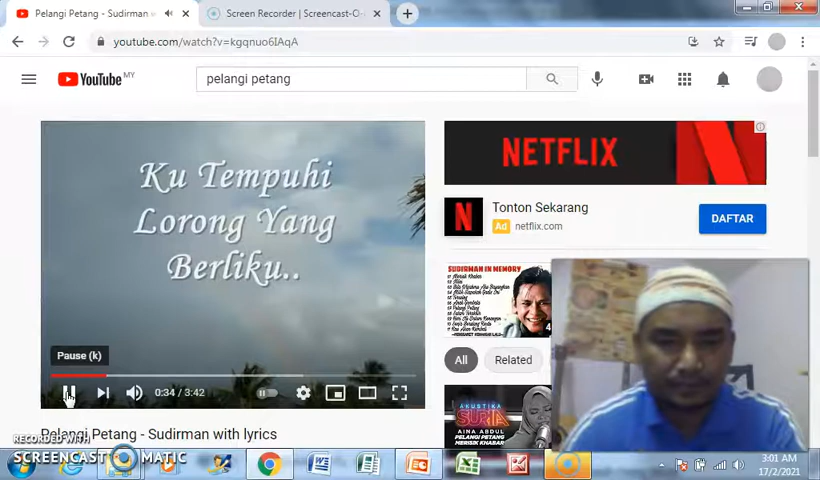 Pelangi Petang - Sudirman w
Screen Recorder | Screencast-O-
youtube.com/watch?v=kgqnuo6IAqA
YouTube MY
pelangi petang
Ku Tempuhi
Lorong Yang
Berliku..
Pause (k)
0:34 / 3:42
Pelangi Petang - Sudirman with lyrics
NETFLIX
Tonton Sekarang
Ad netflix.com
DAFTAR
SUDIRMAN IN MEMORY
4
All
Related
AKUSTIKA
SURIA
AINA ABDUL
PELANGI PETANG
MERISIK KHABAR
RECORDED WITH
SCREENCAST MATIC
3:01 AM
17/2/2021